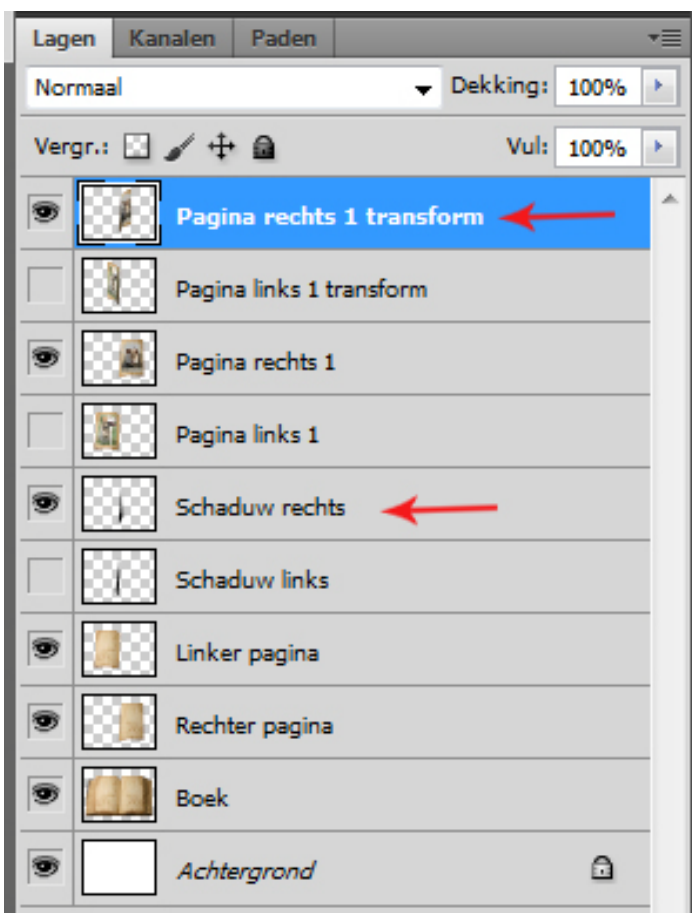 Lagen Kanalen Paden
Normaal Dekking: 100%
Vergr.: Vul: 100%
Pagina rechts 1 transform
Pagina links 1 transform
Pagina rechts 1
Pagina links 1
Schaduw rechts
Schaduw links
Linker pagina
Rechter pagina
Boek
Achtergrond